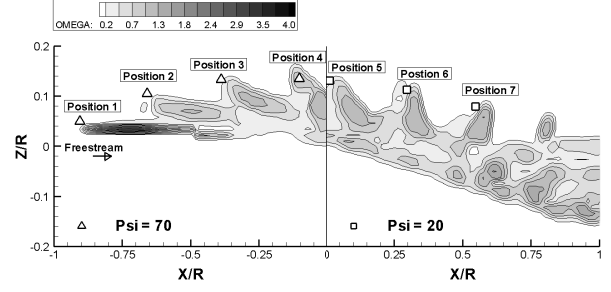 OMEGA: 0.2 0.7 1.3 1.8 2.4 2.9 3.5 4.0
0.2
0.1
0
-0.1
-0.2
Z/R
Position 1
Position 2
Position 3
Position 4
Position 5
Postion 6
Position 7
Freestream
Psi = 70
Psi = 20
-1 -0.75 -0.5 -0.25 0 0.25 0.5 0.75 1
X/R X/R